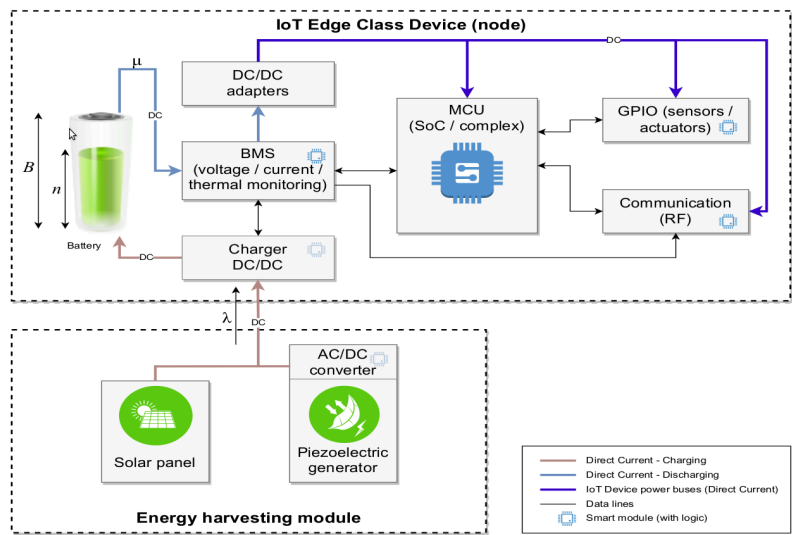 IoT Edge Class Device (node)
μ
DC
DC/DC
adapters
DC
MCU
(SoC / complex)
GPIO (sensors /
actuators)
B
n
Battery
BMS
(voltage / current /
thermal monitoring)
Communication
(RF)
DC
Charger
DC/DC
λ
DC
AC/DC
converter
Solar panel
Piezoelectric
generator
Energy harvesting module
Direct Current - Charging
Direct Current - Discharging
IoT Device power buses (Direct Current)
Data lines
Smart module (with logic)